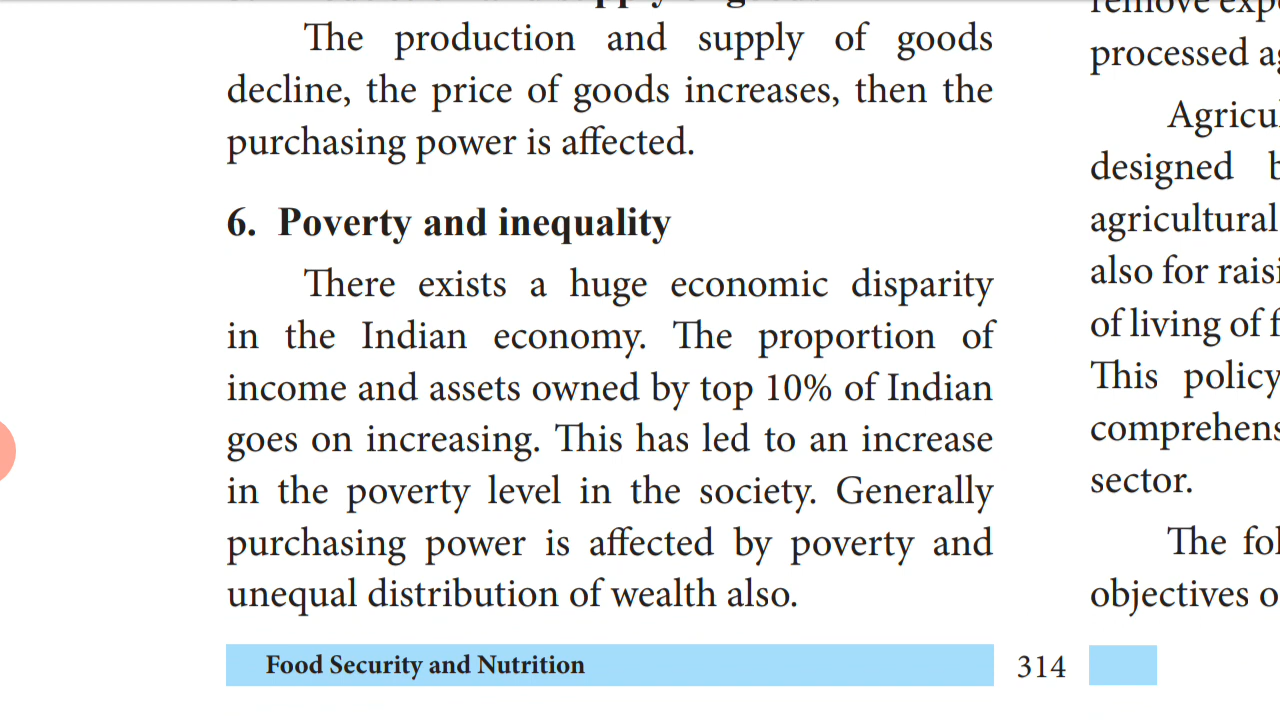 The production and supply of goods
decline, the price of goods increases, then the
purchasing power is affected.
6. Poverty and inequality
There exists a huge economic disparity
in the Indian economy. The proportion of
income and assets owned by top 10% of Indian
goes on increasing. This has led to an increase
in the poverty level in the society. Generally
purchasing power is affected by poverty and
unequal distribution of wealth also.
Food Security and Nutrition
314
remove
processed
designed
agricultural
also for
of living of
This policy
sector.
The
objectives